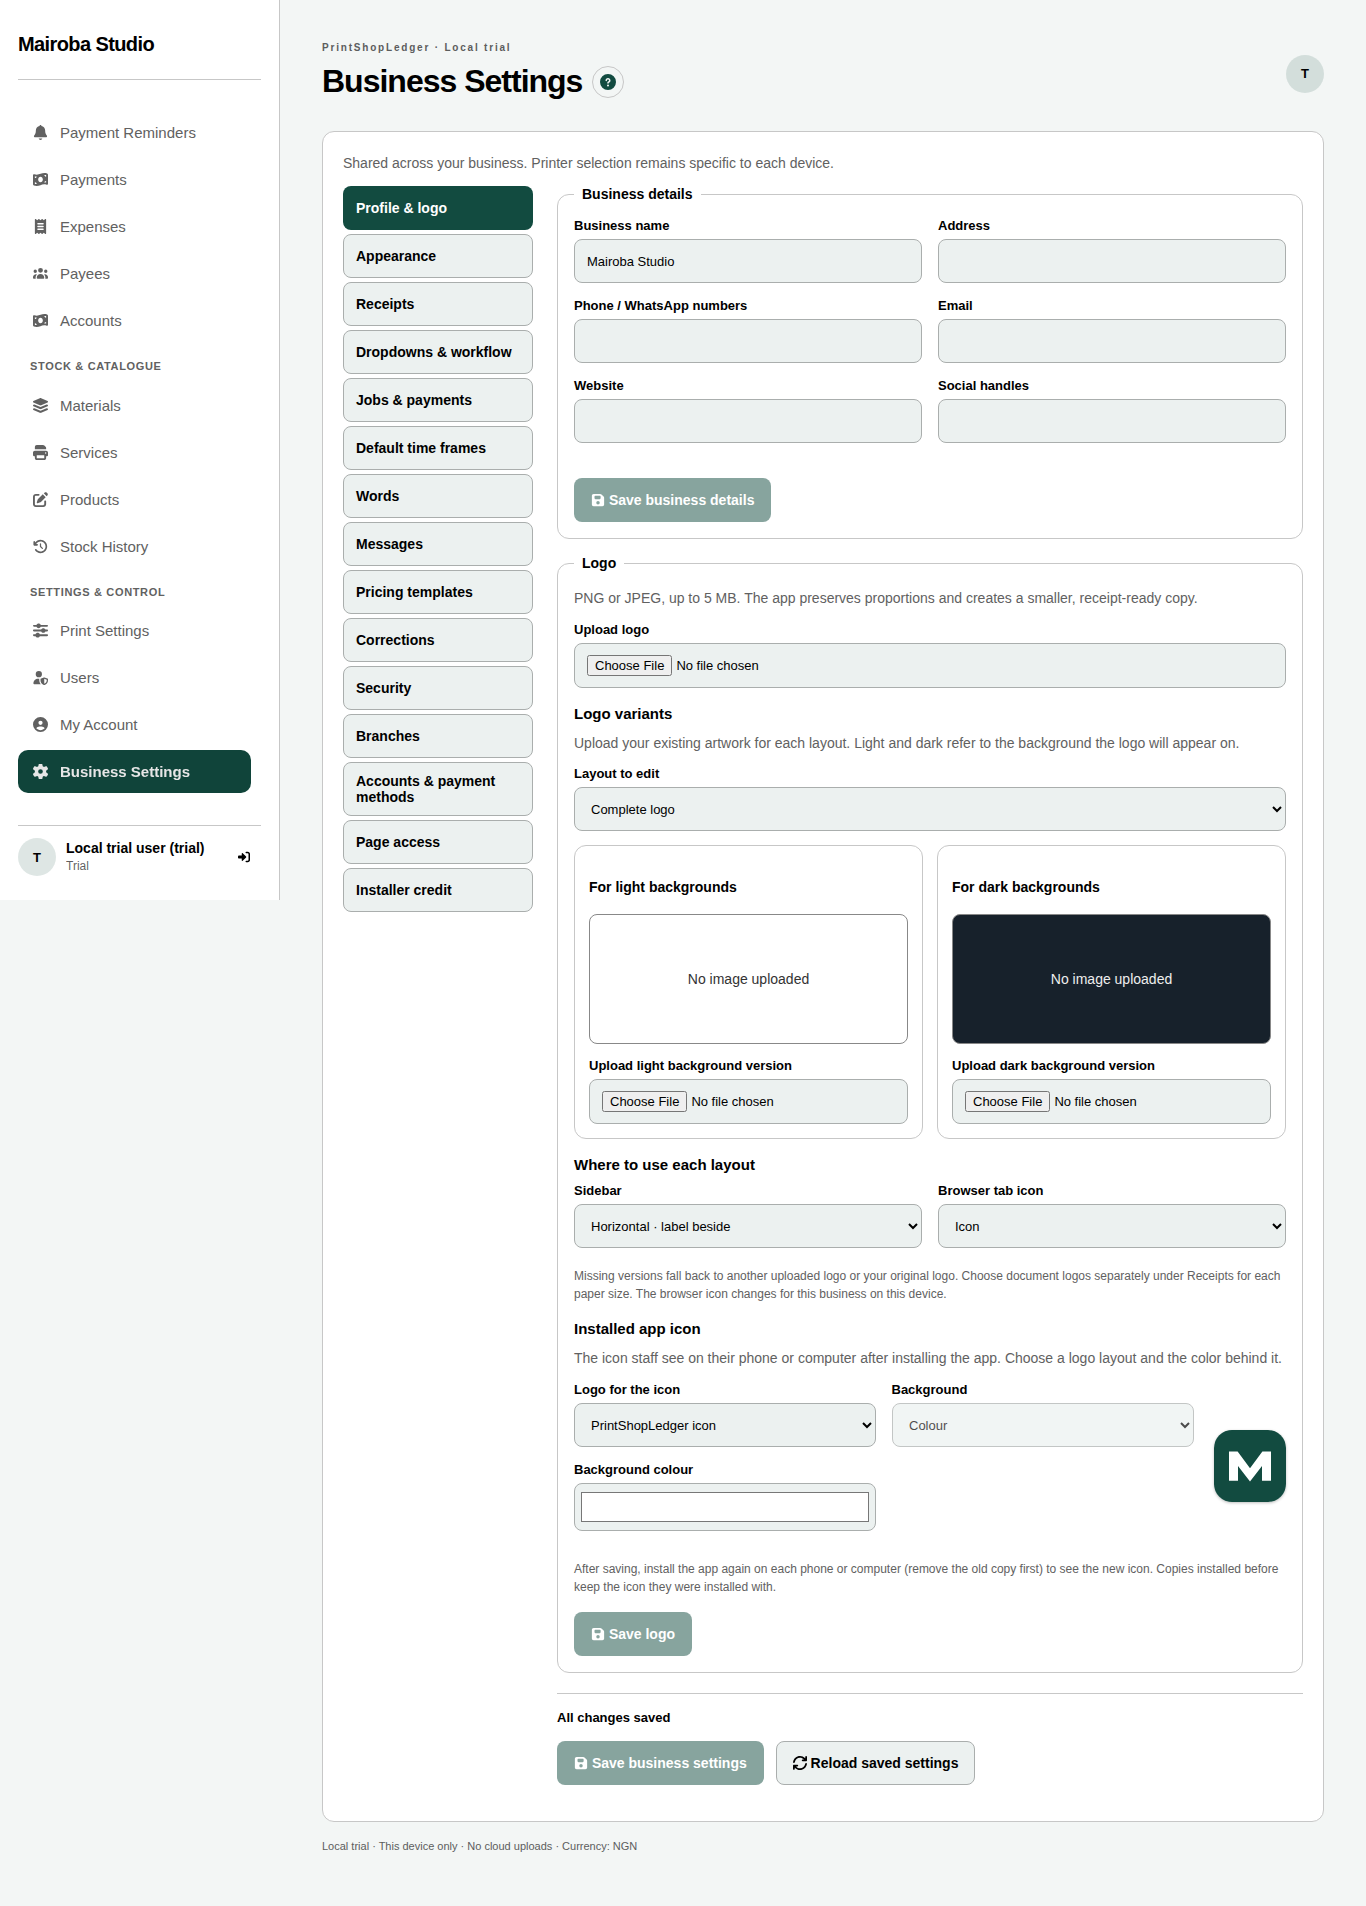 Mairoba Studio
Payment Reminders
Payments
Expenses
Payees
Accounts
STOCK & CATALOGUE
Materials
Services
Products
Stock History
SETTINGS & CONTROL
Print Settings
Users
My Account
Business Settings
T
Local trial user (trial)
Trial
PrintShopLedger · Local trial
Business Settings
?
T
Shared across your business. Printer selection remains specific to each device.
Profile & logo
Appearance
Receipts
Dropdowns & workflow
Jobs & payments
Default time frames
Words
Messages
Pricing templates
Corrections
Security
Branches
Accounts & payment
methods
Page access
Installer credit
Business details
Business name
Address
Mairoba Studio
Phone / WhatsApp numbers
Email
Website
Social handles
Save business details
Logo
PNG or JPEG, up to 5 MB. The app preserves proportions and creates a smaller, receipt-ready copy.
Upload logo
Choose File No file chosen
Logo variants
Upload your existing artwork for each layout. Light and dark refer to the background the logo will appear on.
Layout to edit
Complete logo
For light backgrounds
No image uploaded
Upload light background version
Choose File No file chosen
For dark backgrounds
No image uploaded
Upload dark background version
Choose File No file chosen
Where to use each layout
Sidebar
Browser tab icon
Horizontal · label beside
Icon
Missing versions fall back to another uploaded logo or your original logo. Choose document logos separately under Receipts for each
paper size. The browser icon changes for this business on this device.
Installed app icon
The icon staff see on their phone or computer after installing the app. Choose a logo layout and the color behind it.
Logo for the icon
Background
PrintShopLedger icon
Colour
M
Background colour
After saving, install the app again on each phone or computer (remove the old copy first) to see the new icon. Copies installed before
keep the icon they were installed with.
Save logo
All changes saved
Save business settings
Reload saved settings
Local trial · This device only · No cloud uploads · Currency: NGN